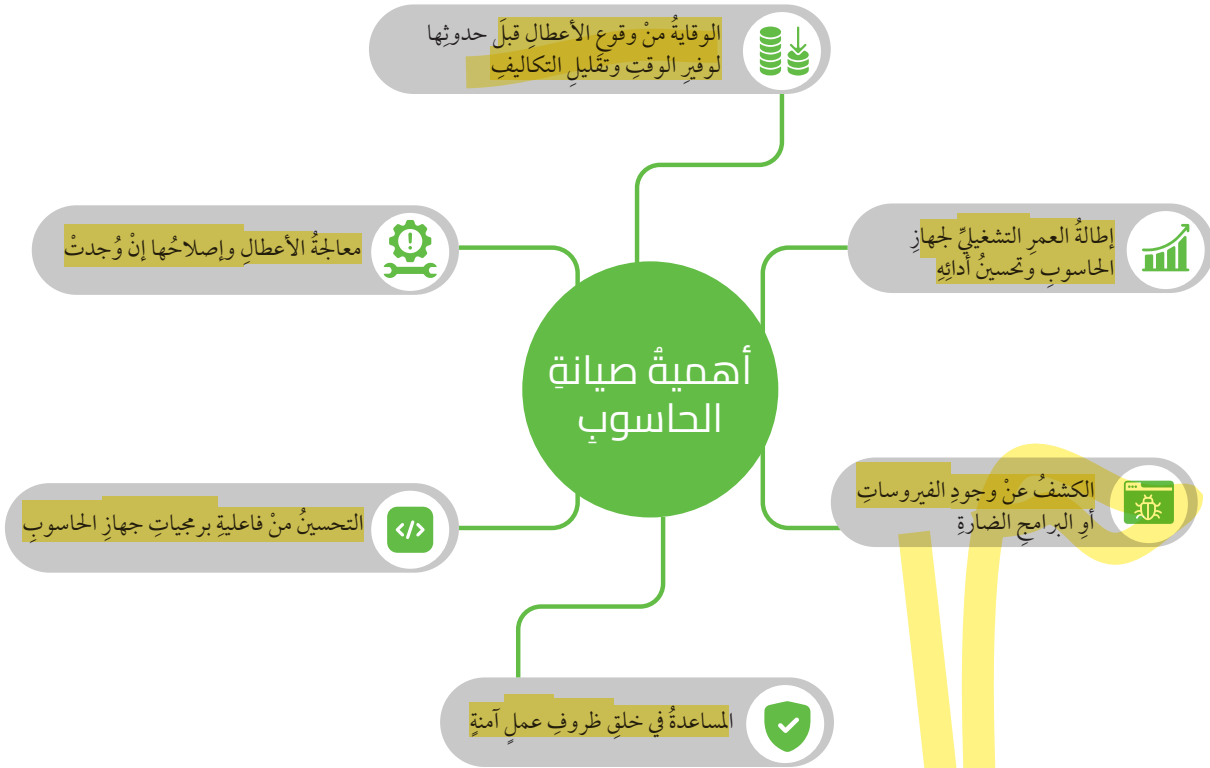 الوقايةُ منْ وقوعِ الأعطالِ قبلَ حدوثِها
لوفيرِ الوقتِ وتقليلِ التكاليفِ
إطالةُ العمرِ التشغيليِّ لجهازِ
الحاسوبِ وتحسينُ أدائِهِ
معالجةُ الأعطالِ وإصلاحُها إنْ وُجدتْ
أهميةُ صيانةِ
الحاسوبِ
الكشفُ عنْ وجودِ الفيروساتِ
أوِ البرامجِ الضارةِ
التحسينُ منْ فاعليةِ برمجياتِ جهازِ الحاسوبِ
المساعدةُ في خلقِ ظروفِ عملٍ آمنةٍ